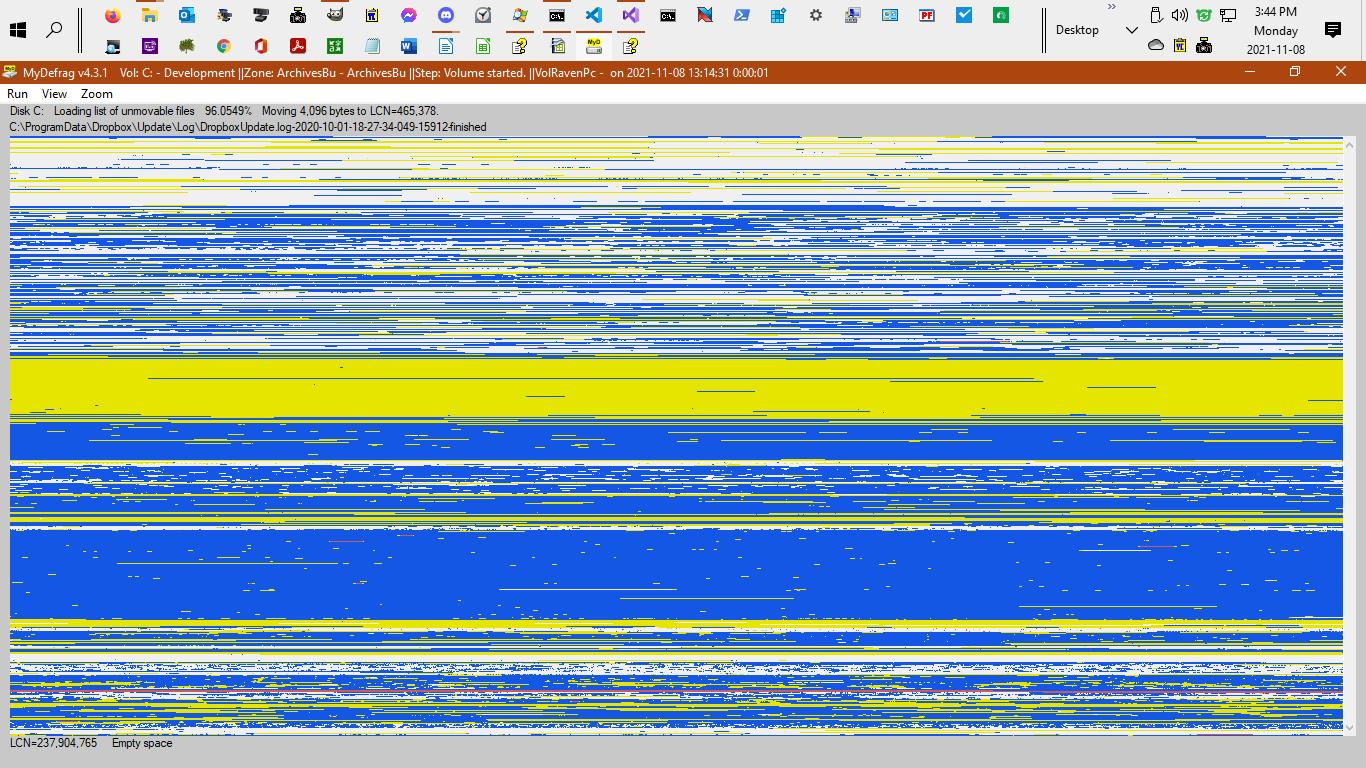 3:44 PM
Desktop
Monday
2021-11-08
MyDefrag v4.3.1 Vol: C: - Development ||Zone: ArchivesBu - ArchivesBu ||Step: Volume started. ||VolRavenPc - on 2021-11-08 13:14:31 0:00:01
Run View Zoom
Disk C: Loading list of unmovable files 96.0549% Moving 4,096 bytes to LCN=465,378.
C:\ProgramData\Dropbox\Update\Log\DropboxUpdate.log-2020-10-01-18-27-34-049-15912-finished
LCN=237,904,765 Empty space